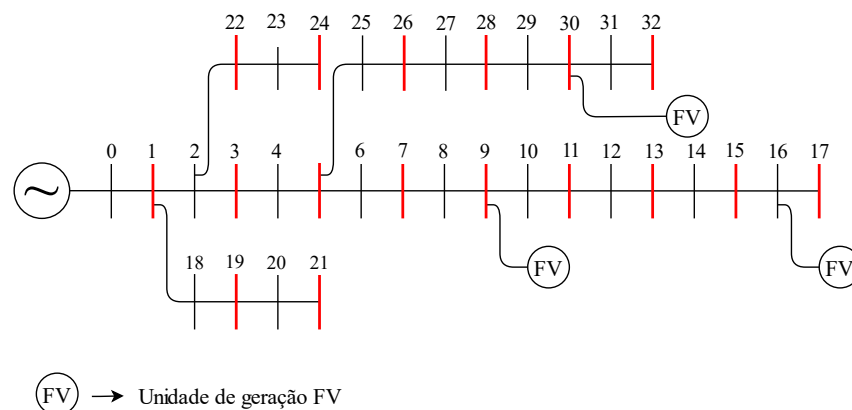 22 23 24 25 26 27 28 29 30 31 32
FV
0 1 2 3 4 6 7 8 9 10 11 12 13 14 15 16 17
18 19 20 21 FV FV
FV Unidade de geração FV